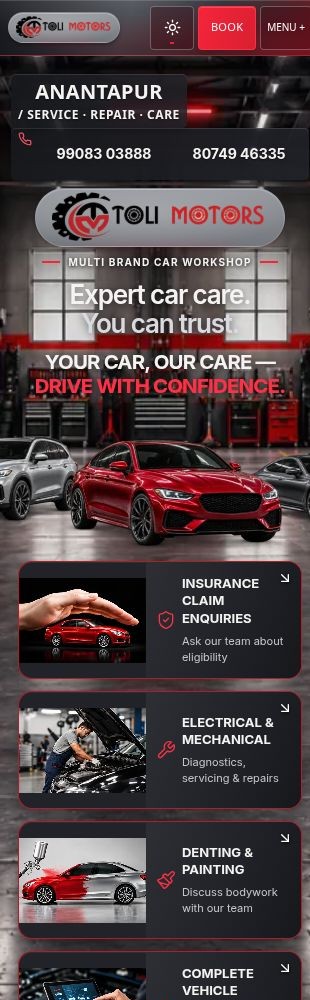 TOLI MOTORS
BOOK
MENU +
ANANTAPUR
/ SERVICE · REPAIR · CARE
99083 03888 80749 46335
TOLI MOTORS
MULTI BRAND CAR WORKSHOP
Expert car care.
You can trust.
YOUR CAR, OUR CARE —
DRIVE WITH CONFIDENCE.
INSURANCE
CLAIM
ENQUIRIES
Ask our team about
eligibility
ELECTRICAL &
MECHANICAL
Diagnostics,
servicing & repairs
DENTING &
PAINTING
Discuss bodywork
with our team
COMPLETE
VEHICLE